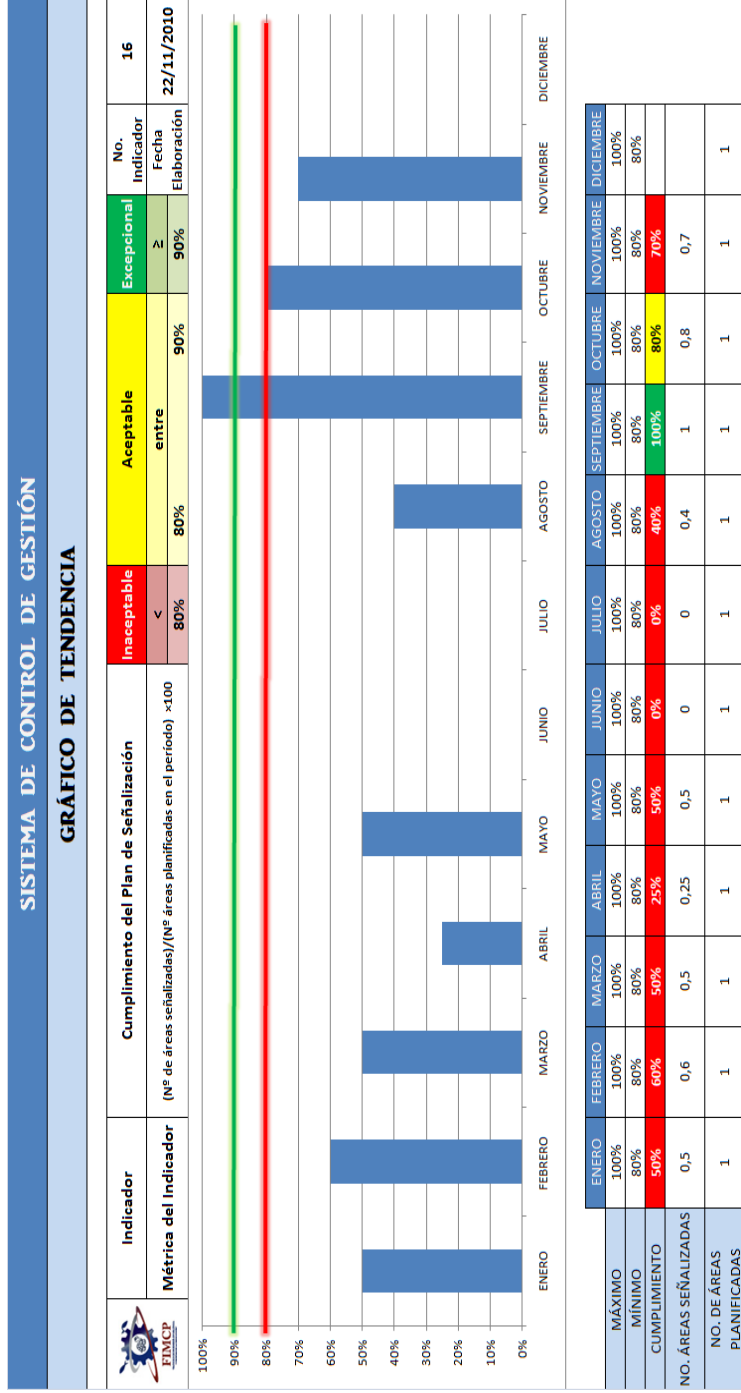 SISTEMA DE CONTROL DE GESTIÓN
GRÁFICO DE TENDENCIA
FIMCP
Indicador
Cumplimiento del Plan de Señalización
Inaceptable
Aceptable
Excepcional
No. Indicador
16
Métrica del Indicador
(Nº de áreas señalizadas)/(Nº áreas planificadas en el período) ×100
<
entre
≥
Fecha Elaboración
22/11/2010
80%
80%
90%
90%
100%
90%
80%
70%
60%
50%
40%
30%
20%
10%
0%
ENERO FEBRERO MARZO ABRIL MAYO JUNIO JULIO AGOSTO SEPTIEMBRE OCTUBRE NOVIEMBRE DICIEMBRE
ENERO FEBRERO MARZO ABRIL MAYO JUNIO JULIO AGOSTO SEPTIEMBRE OCTUBRE NOVIEMBRE DICIEMBRE
MÁXIMO 100% 100% 100% 100% 100% 100% 100% 100% 100% 100% 100% 100%
MÍNIMO 80% 80% 80% 80% 80% 80% 80% 80% 80% 80% 80% 80%
CUMPLIMIENTO 50% 60% 50% 25% 50% 0% 0% 40% 100% 80% 70%
NO. ÁREAS SEÑALIZADAS 0,5 0,6 0,5 0,25 0,5 0 0 0,4 1 0,8 0,7
NO. DE ÁREAS PLANIFICADAS 1 1 1 1 1 1 1 1 1 1 1 1